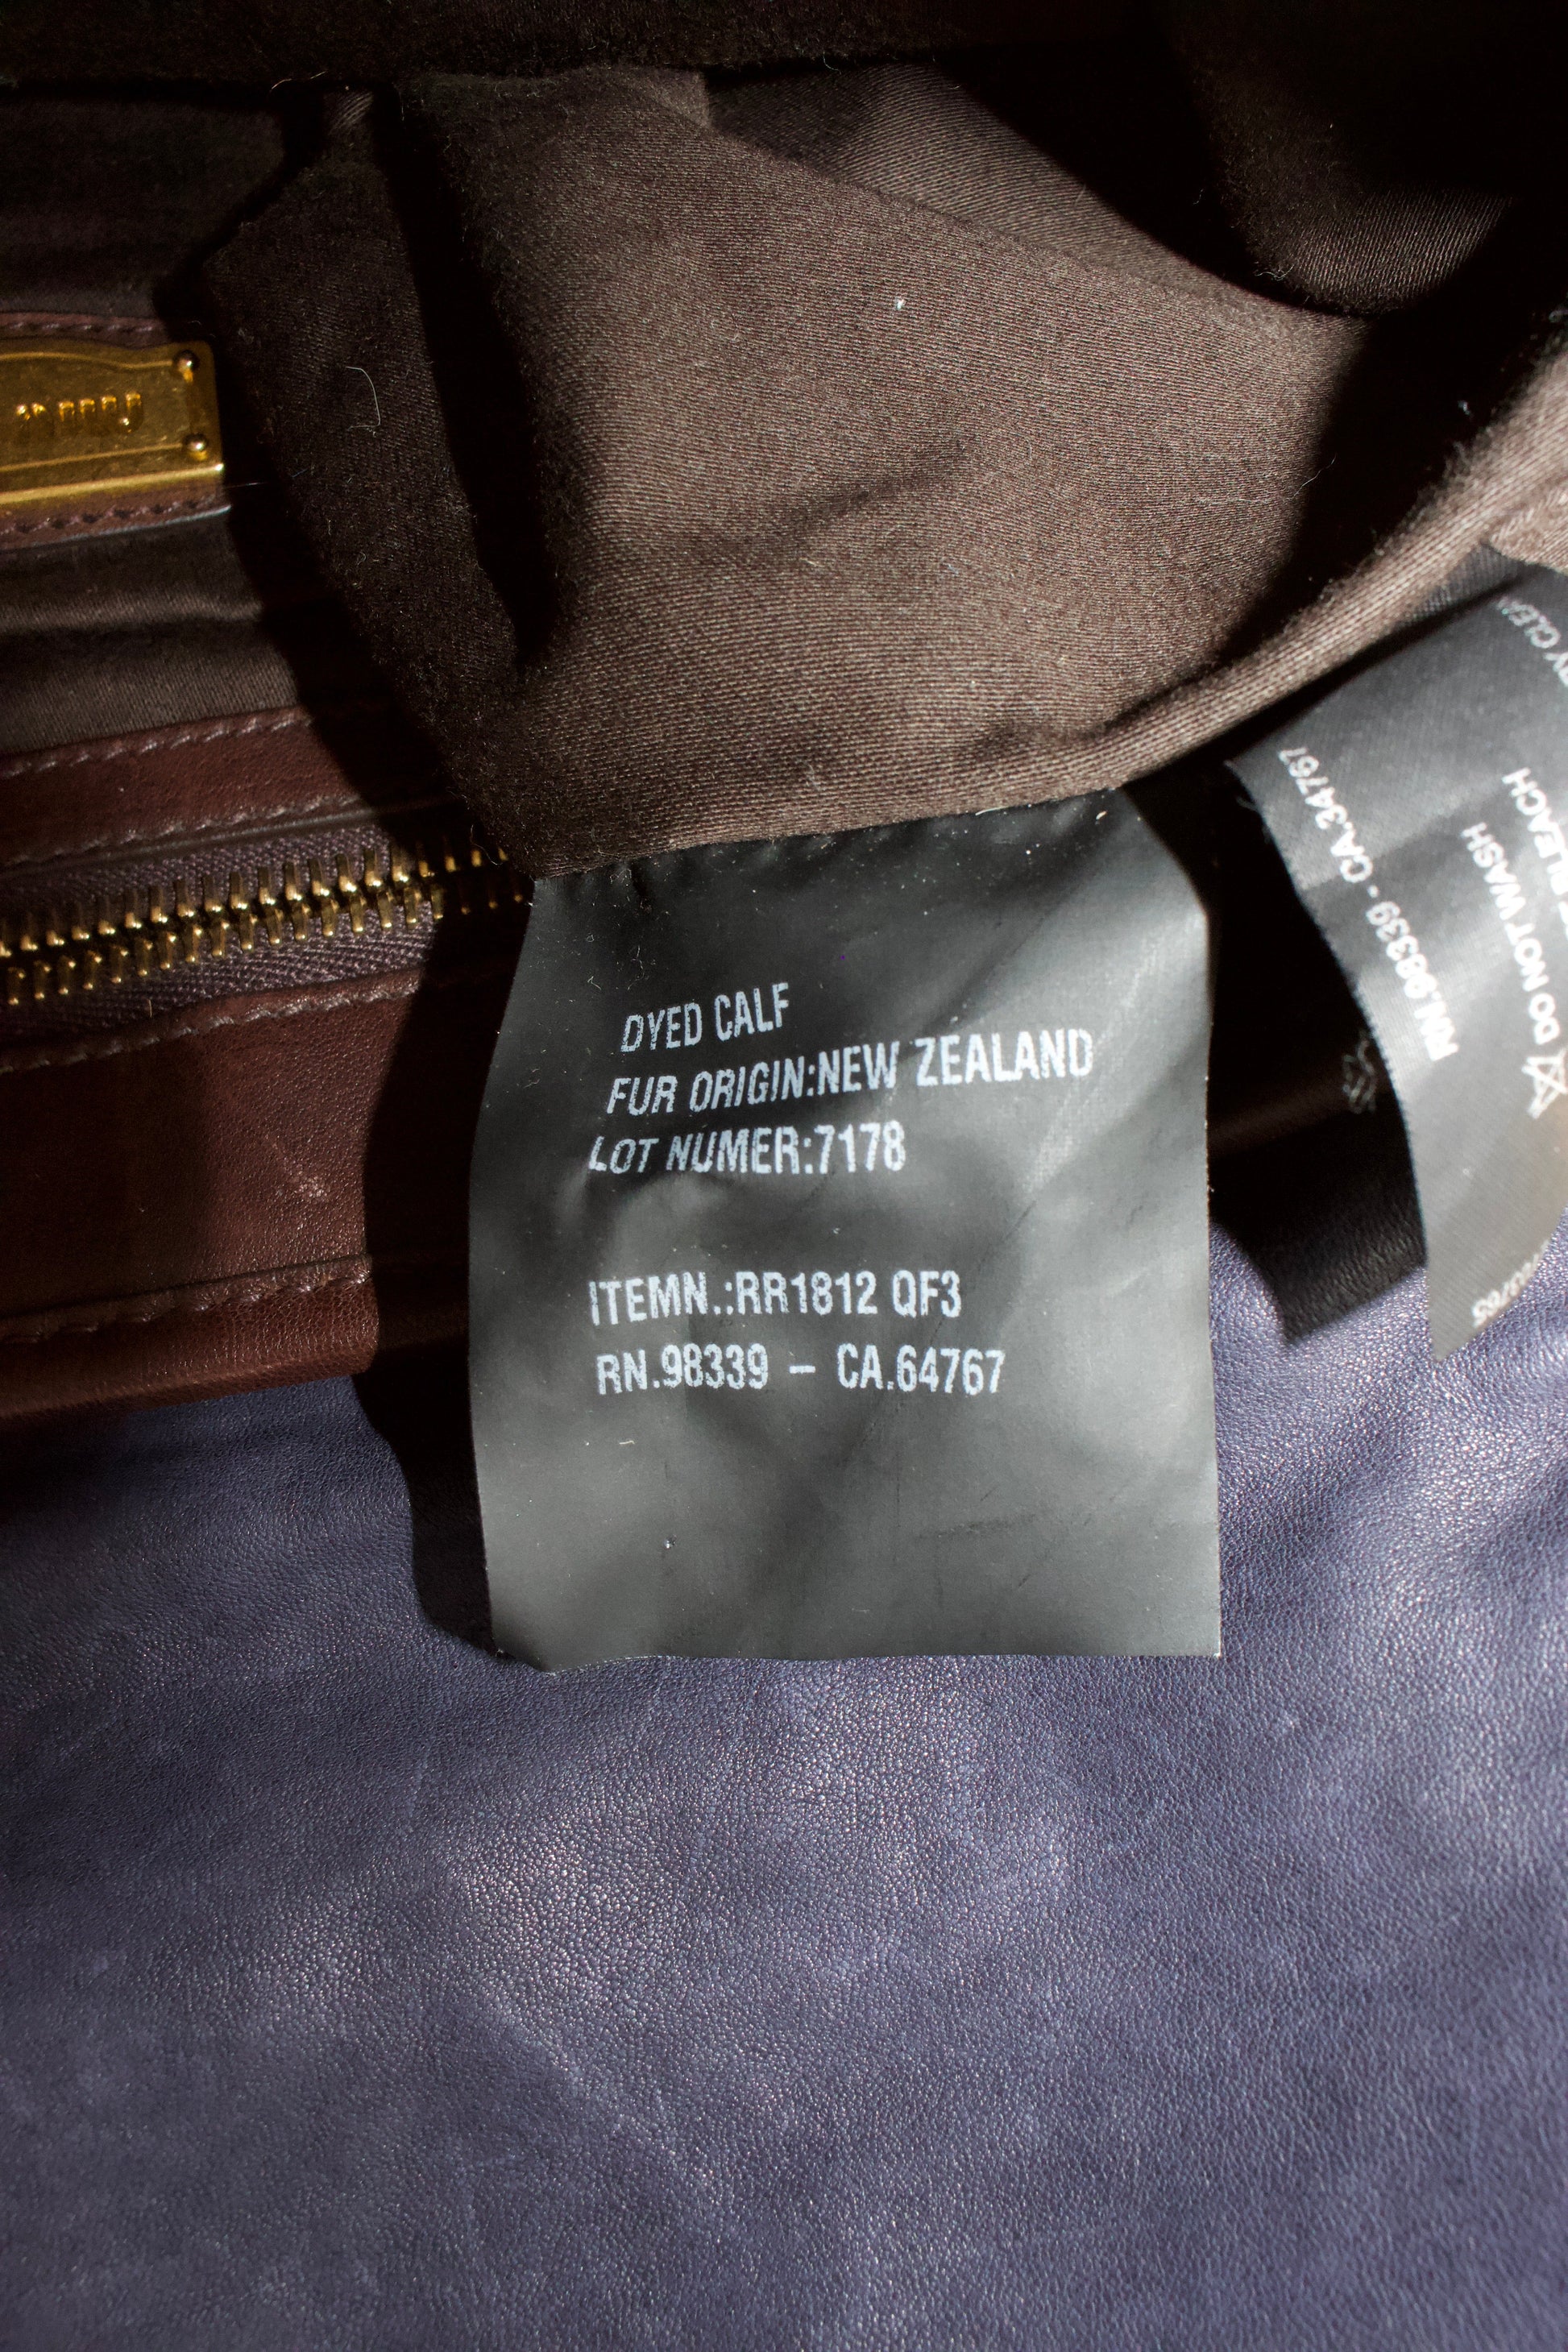 DYED CALF
FUR ORIGIN:NEW ZEALAND
LOT NUMER:7178
ITEMN.:RR1812 QF3
RN.98339 – CA.64767
RN.98339 - CA.34767
DO NOT WASH